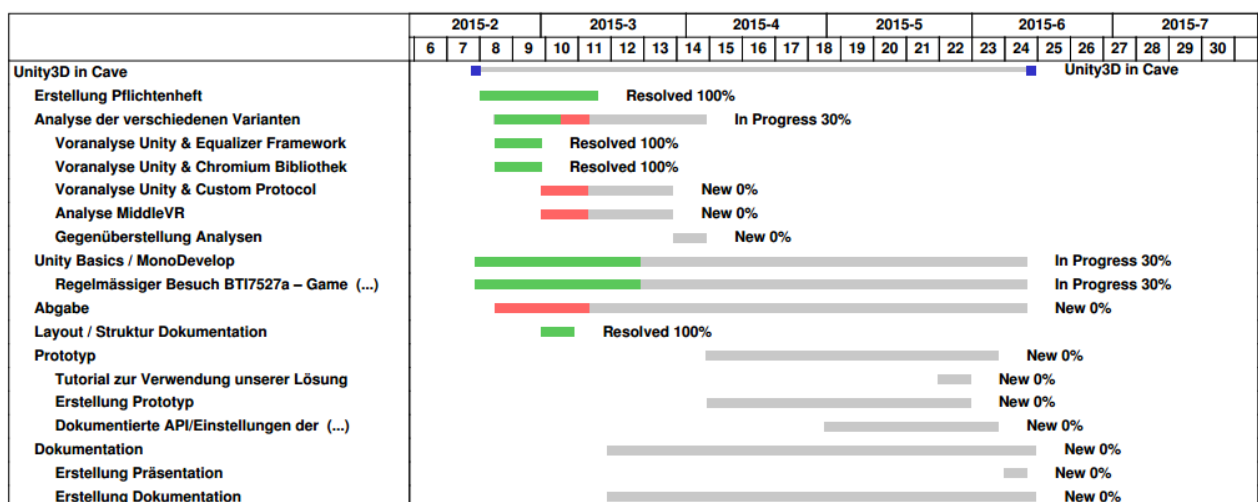 2015-2 2015-3 2015-4 2015-5 2015-6 2015-7
6 7 8 9 10 11 12 13 14 15 16 17 18 19 20 21 22 23 24 25 26 27 28 29 30
Unity3D in Cave Unity3D in Cave
Erstellung Pflichtenheft Resolved 100%
Analyse der verschiedenen Varianten In Progress 30%
Voranalyse Unity & Equalizer Framework Resolved 100%
Voranalyse Unity & Chromium Bibliothek Resolved 100%
Voranalyse Unity & Custom Protocol New 0%
Analyse MiddleVR New 0%
Gegenüberstellung Analysen New 0%
Unity Basics / MonoDevelop In Progress 30%
Regelmässiger Besuch BTI7527a – Game (...) In Progress 30%
Abgabe New 0%
Layout / Struktur Dokumentation Resolved 100%
Prototyp New 0%
Tutorial zur Verwendung unserer Lösung New 0%
Erstellung Prototyp New 0%
Dokumentierte API/Einstellungen der (...) New 0%
Dokumentation New 0%
Erstellung Präsentation New 0%
Erstellung Dokumentation New 0%